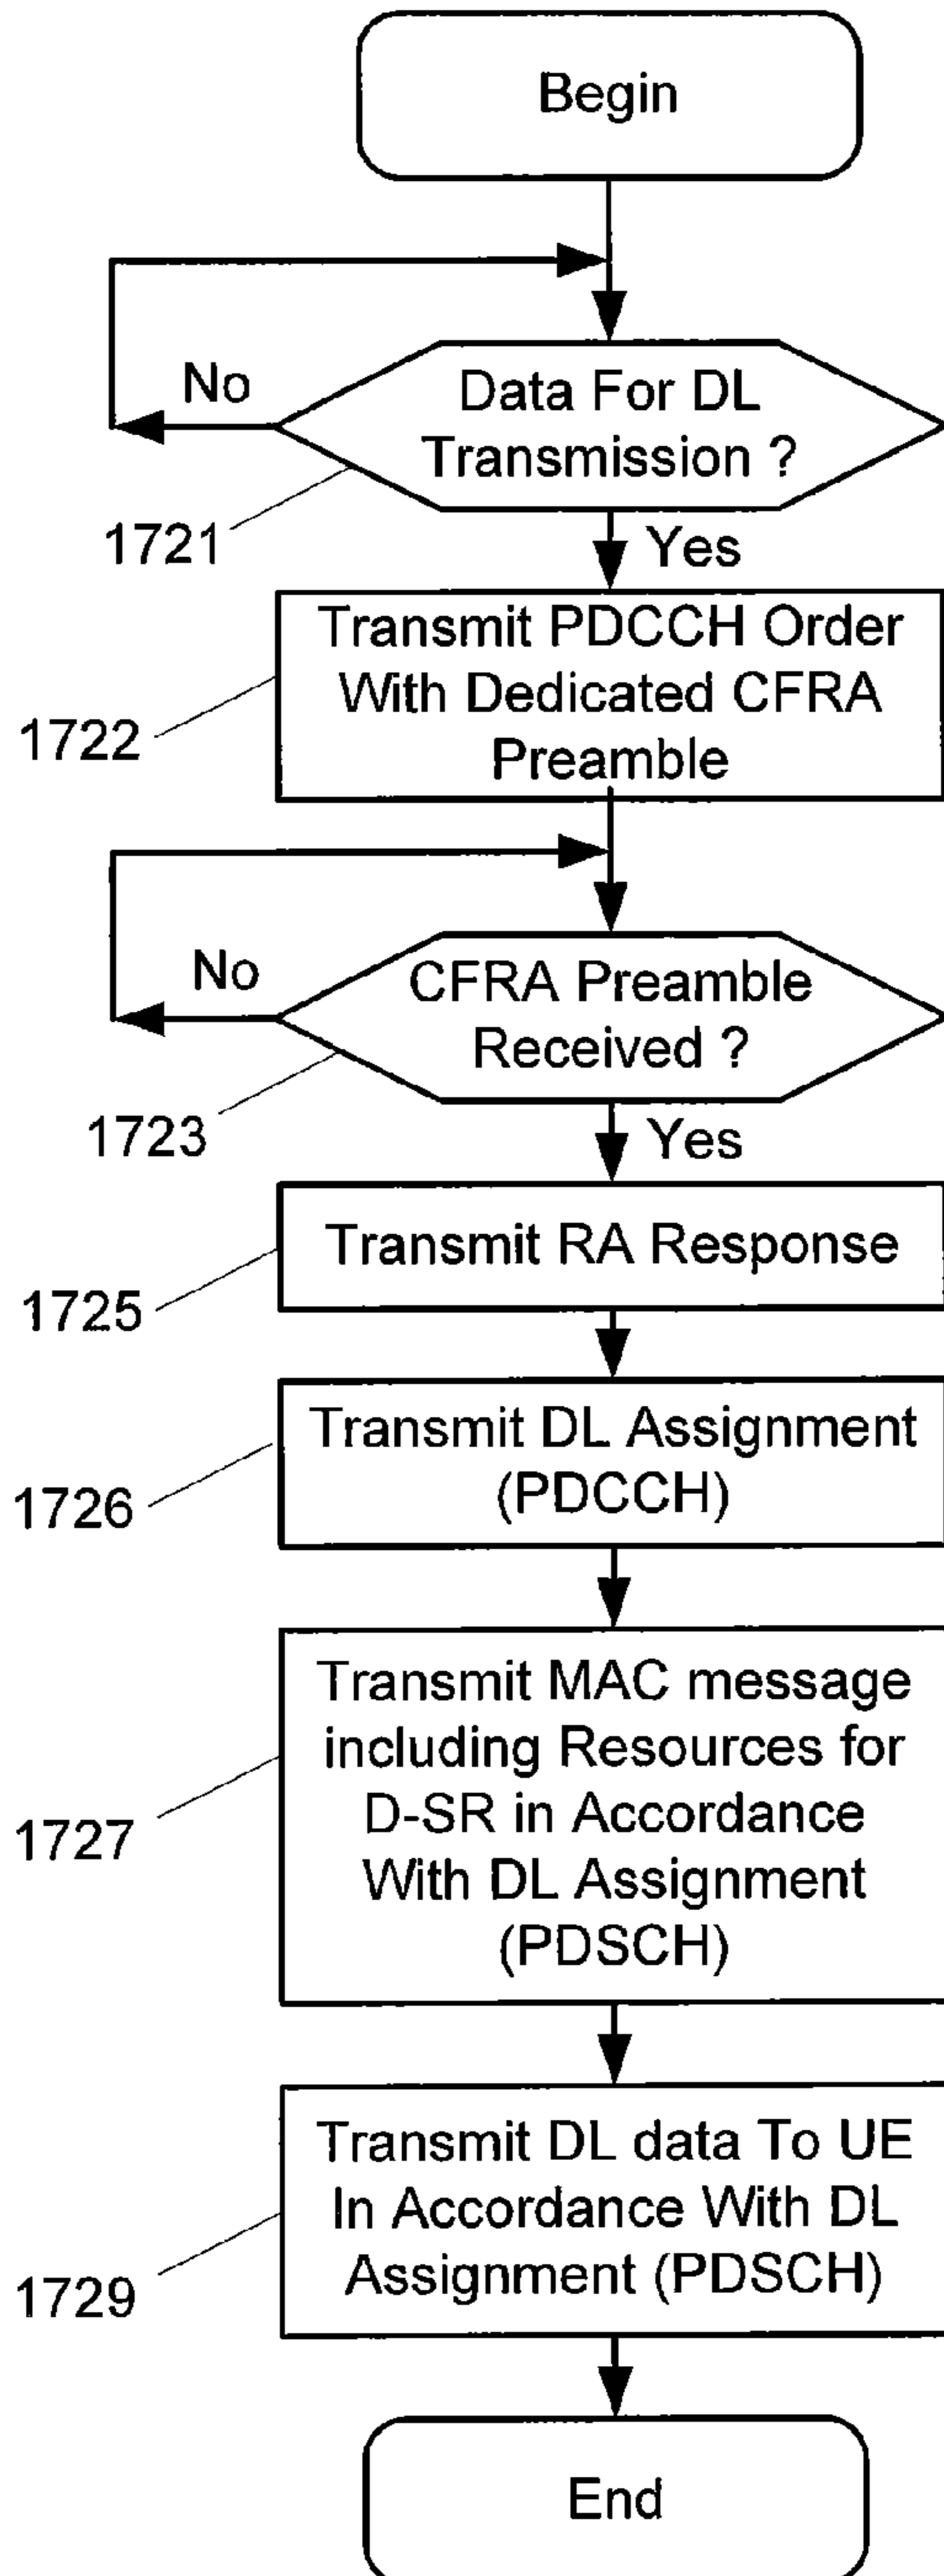 Begin
No
Data For DL
Transmission ?
1721
Yes
Transmit PDCCH Order
With Dedicated CFRA
Preamble
1722
No
CFRA Preamble
Received ?
1723
Yes
Transmit RA Response
1725
Transmit DL Assignment
(PDCCH)
1726
Transmit MAC message
including Resources for
D-SR in Accordance
With DL Assignment
(PDSCH)
1727
Transmit DL data To UE
In Accordance With DL
Assignment (PDSCH)
1729
End